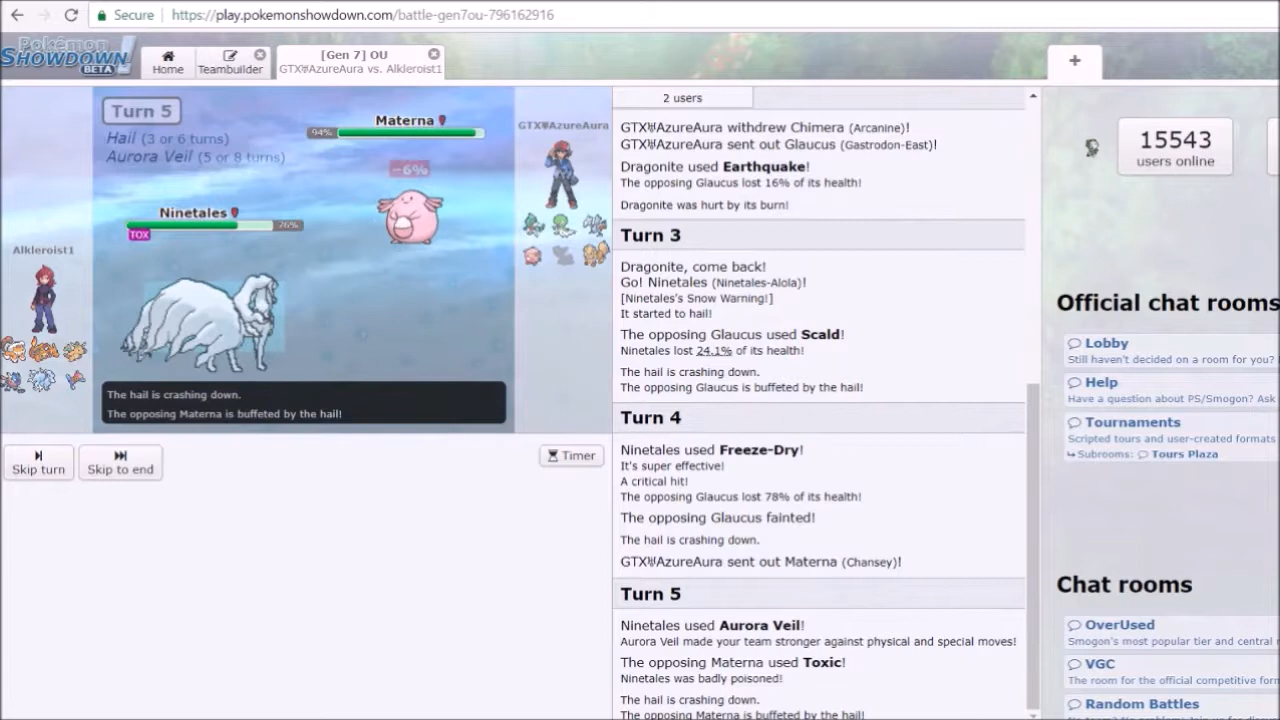 Secure
https://play.pokemonshowdown.com/battle-gen7ou-796162916
Pokémon
SHOWDOWN!
BETA
Home
Teambuilder
[Gen 7] OU
GTX♅AzureAura vs. Alkleroist1
+
Turn 5
Hail (3 or 6 turns)
Aurora Veil (5 or 8 turns)
Materna
94%
−6%
Ninetales
76%
TOX
GTX♅AzureAura
Alkleroist1
The hail is crashing down.
The opposing Materna is buffeted by the hail!
Skip turn
Skip to end
Timer
2 users
GTX♅AzureAura withdrew Chimera (Arcanine)!
GTX♅AzureAura sent out Glaucus (Gastrodon-East)!
Dragonite used Earthquake!
The opposing Glaucus lost 16% of its health!
Dragonite was hurt by its burn!
Turn 3
Dragonite, come back!
Go! Ninetales (Ninetales-Alola)!
[Ninetales's Snow Warning!]
It started to hail!
The opposing Glaucus used Scald!
Ninetales lost 24.1% of its health!
The hail is crashing down.
The opposing Glaucus is buffeted by the hail!
Turn 4
Ninetales used Freeze-Dry!
It's super effective!
A critical hit!
The opposing Glaucus lost 78% of its health!
The opposing Glaucus fainted!
The hail is crashing down.
GTX♅AzureAura sent out Materna (Chansey)!
Turn 5
Ninetales used Aurora Veil!
Aurora Veil made your team stronger against physical and special moves!
The opposing Materna used Toxic!
Ninetales was badly poisoned!
The hail is crashing down.
The opposing Materna is buffeted by the hail!
15543
users online
Official chat rooms
Lobby
Still haven't decided on a room for you?
Help
Have a question about PS/Smogon? Ask
Tournaments
Scripted tours and user-created formats
Subrooms: Tours Plaza
Chat rooms
OverUsed
Smogon's most popular tier and central
VGC
The room for the official competitive
Random Battles